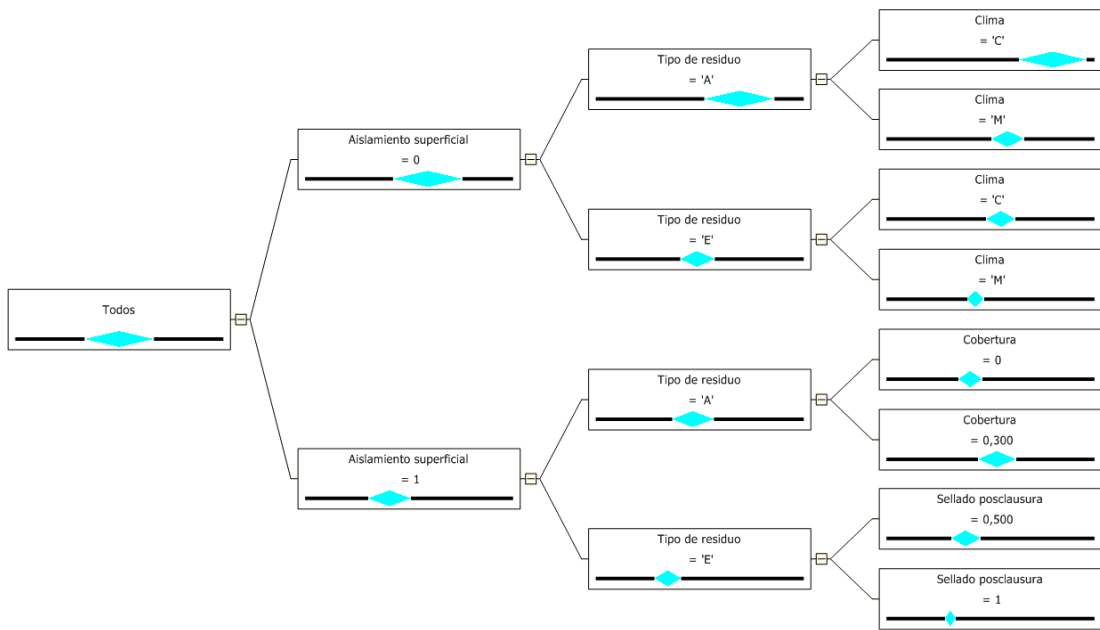 Todos
Aislamiento superficial
= 0
Aislamiento superficial
= 1
Tipo de residuo
= 'A'
Tipo de residuo
= 'E'
Tipo de residuo
= 'A'
Tipo de residuo
= 'E'
Clima
= 'C'
Clima
= 'M'
Clima
= 'C'
Clima
= 'M'
Cobertura
= 0
Cobertura
= 0,300
Sellado posclausura
= 0,500
Sellado posclausura
= 1